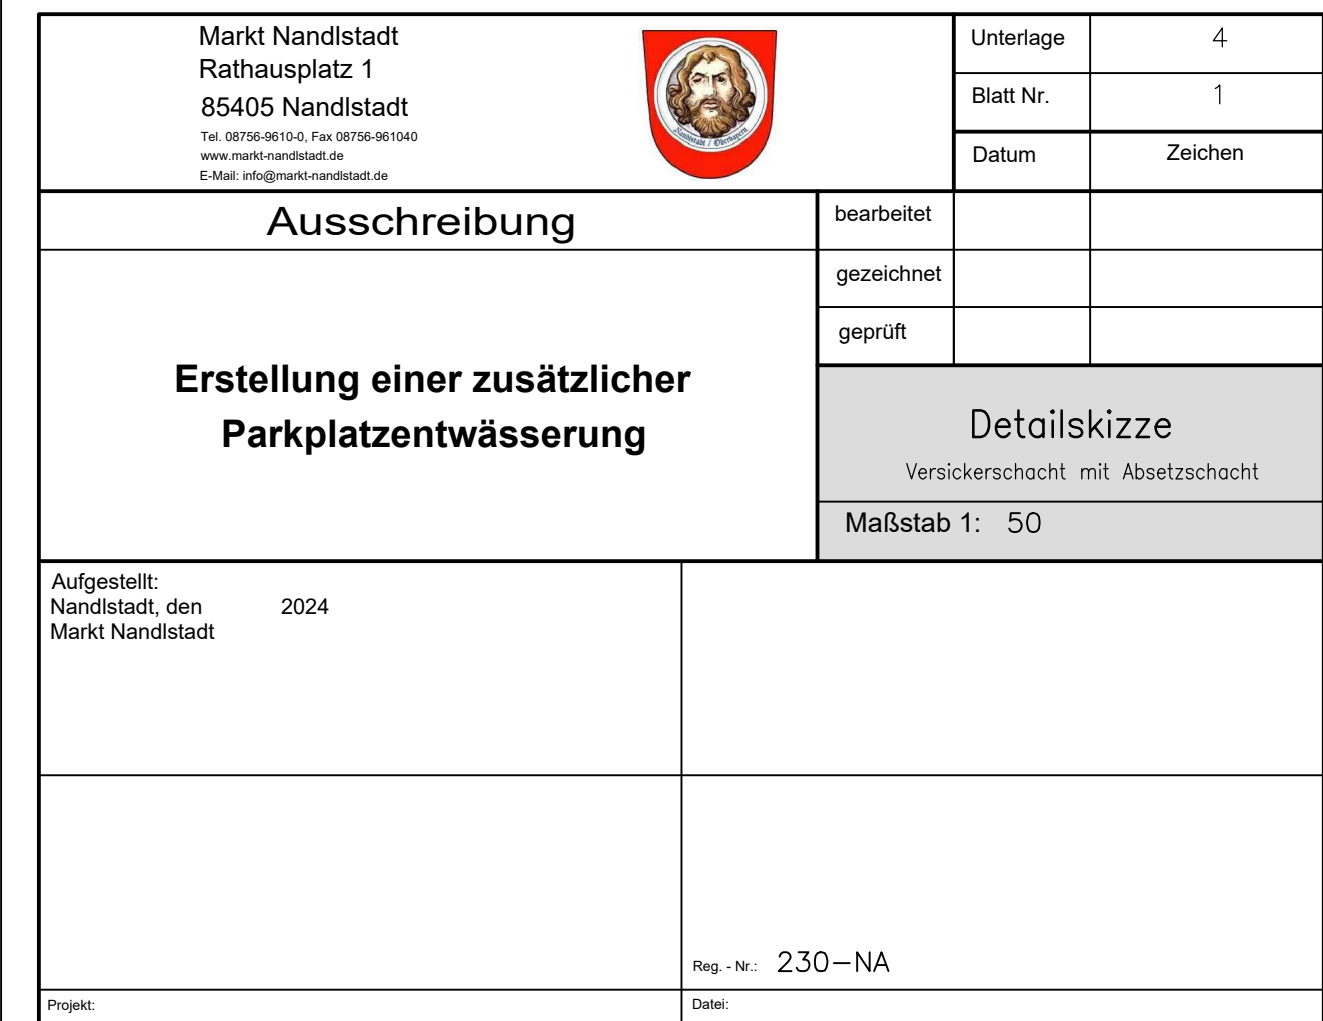 Markt Nandlstadt
Rathausplatz 1
85405 Nandlstadt
Tel. 08756-9610-0, Fax 08756-961040
www.markt-nandlstadt.de
E-Mail: info@markt-nandlstadt.de
Nandlstadt / Oberbayern
Unterlage 4
Blatt Nr. 1
Datum Zeichen
Ausschreibung
bearbeitet
gezeichnet
geprüft
Erstellung einer zusätzlicher
Parkplatzentwässerung
Detailskizze
Versickerschacht mit Absetzschacht
Maßstab 1: 50
Aufgestellt:
Nandlstadt, den 2024
Markt Nandlstadt
Reg. - Nr.: 230-NA
Projekt:
Datei: